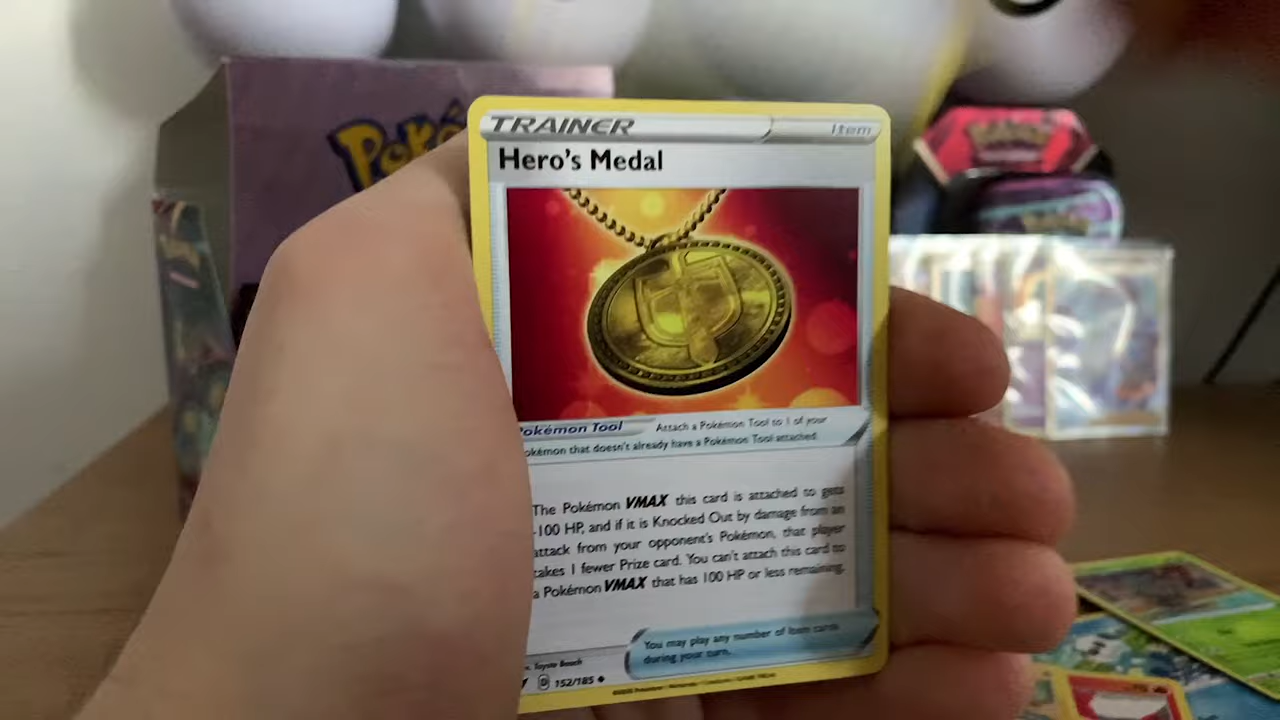 Poké
TRAINER
Item
Hero's Medal
Pokémon Tool
Attach a Pokémon Tool to 1 of your
okémon that doesn't already have a Pokémon Tool attached.
The Pokémon VMAX this card is attached to gets
-100 HP, and if it is Knocked Out by damage from an
attack from your opponent's Pokémon, that player
takes 1 fewer Prize card. You can't attach this card to
a Pokémon VMAX that has 100 HP or less remaining.
You may play any number of Item cards
during your turn.
Toyste Beach
D 152/185
Pokémon
Pokémon